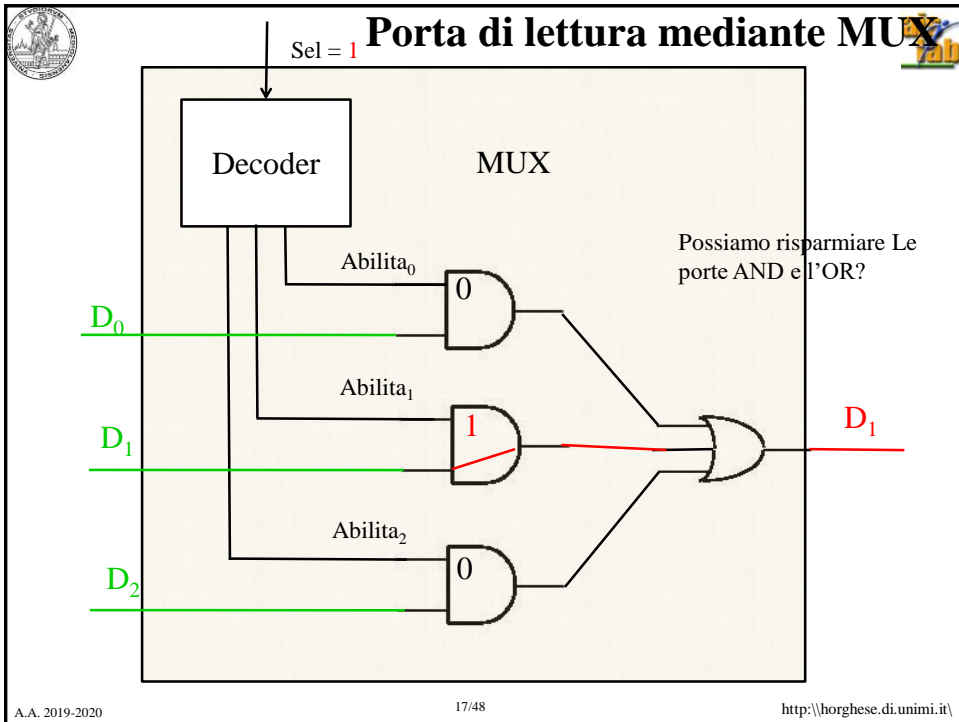 Porta di lettura mediante MUX
Sel = 1
Decoder
MUX
Possiamo risparmiare Le
porte AND e l'OR?
Abilita₀
0
D₀
Abilita₁
1
D₁
D₁
Abilita₂
0
D₂
A.A. 2019-2020
17/48
http:\\borghese.di.unimi.it\